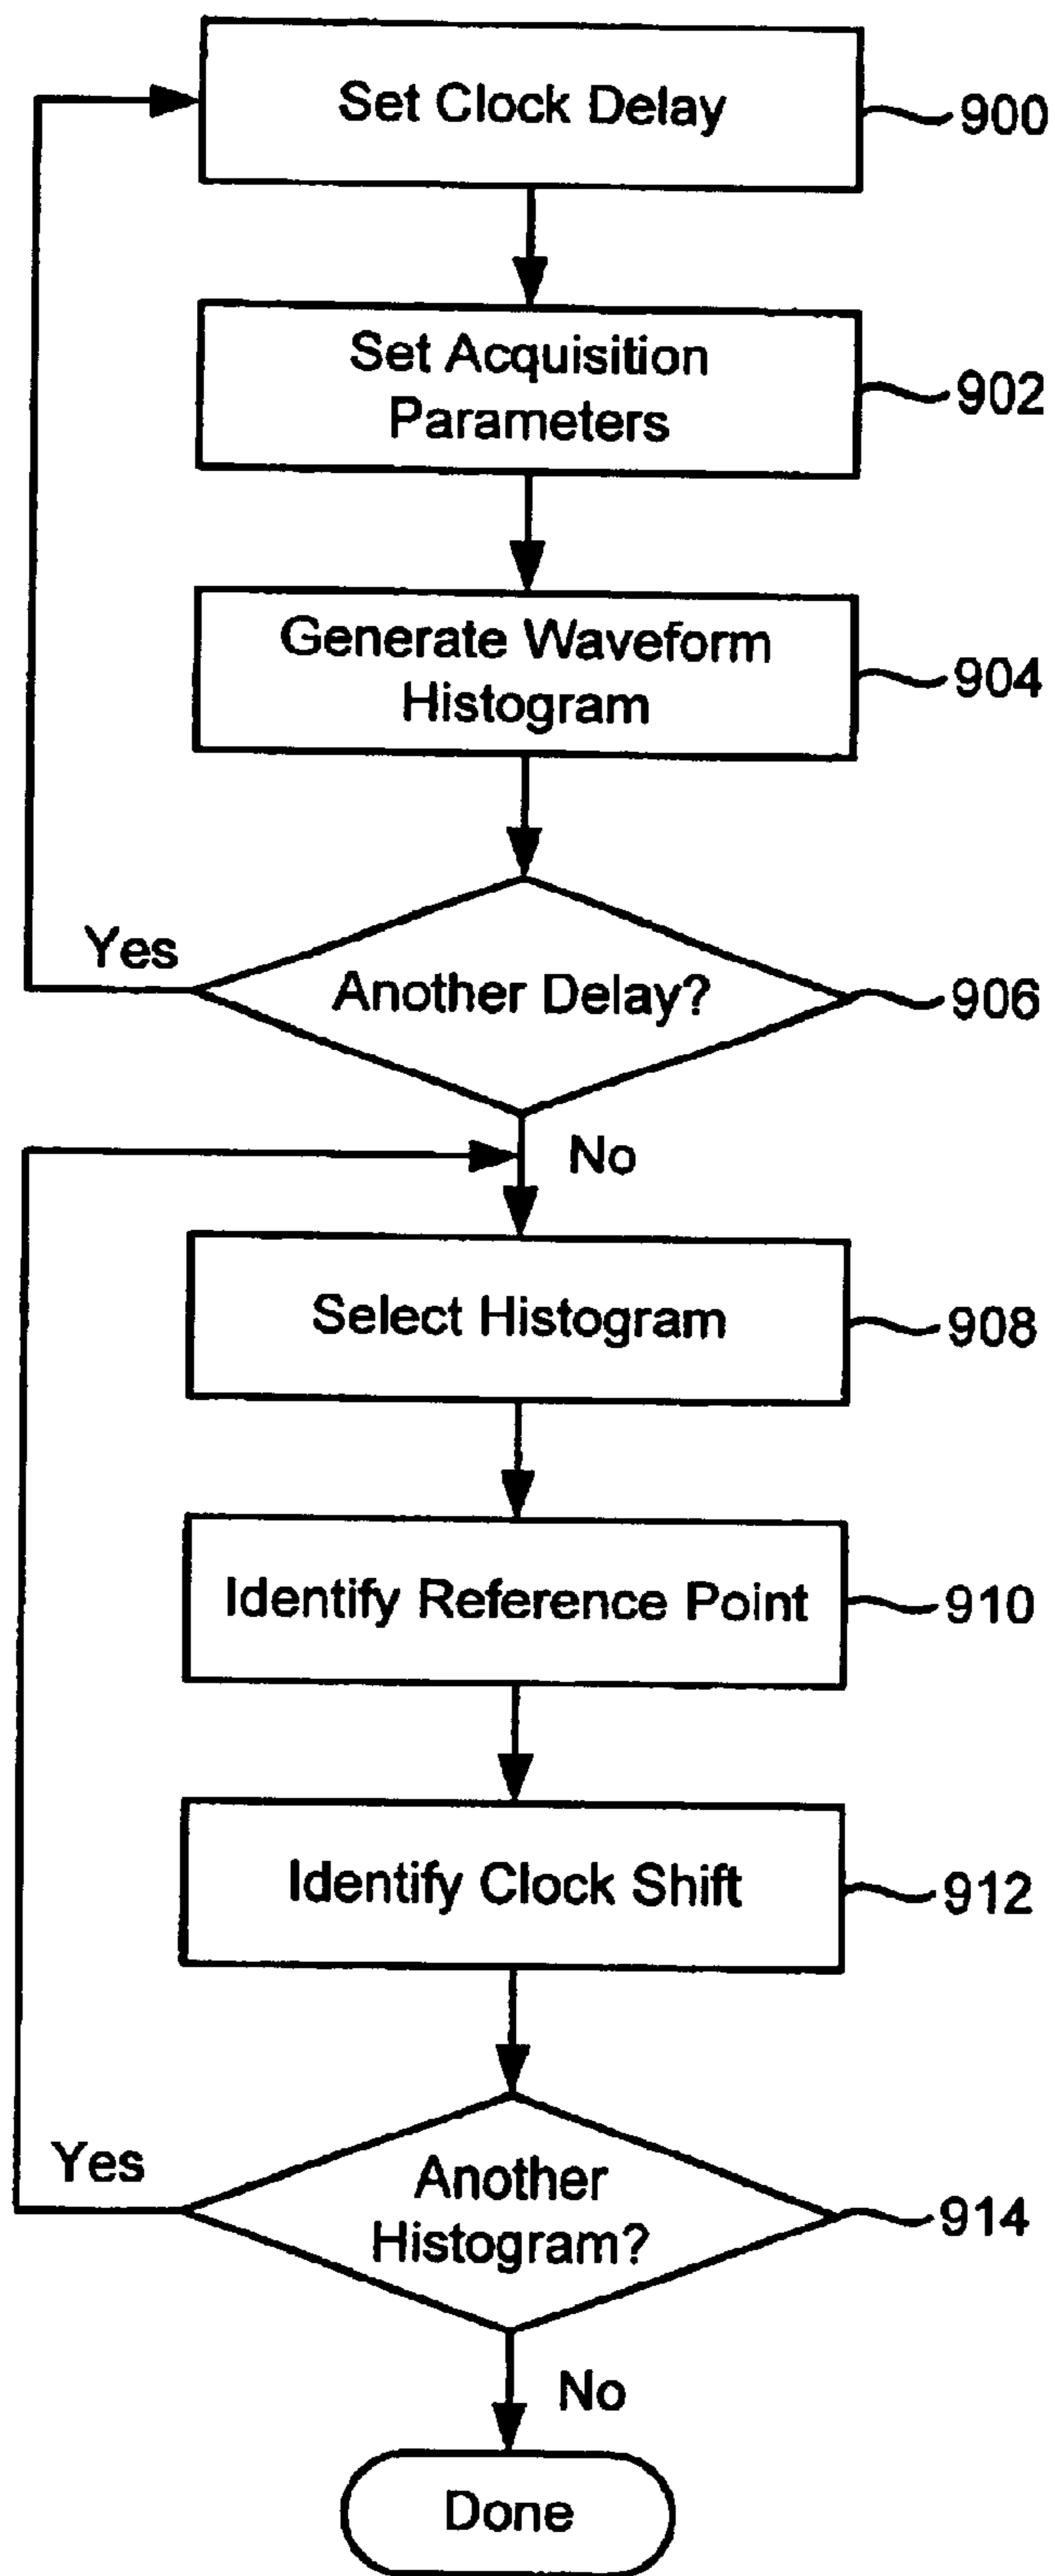 Set Clock Delay
900
Set Acquisition
Parameters
902
Generate Waveform
Histogram
904
Yes
Another Delay?
906
No
Select Histogram
908
Identify Reference Point
910
Identify Clock Shift
912
Yes
Another
Histogram?
914
No
Done